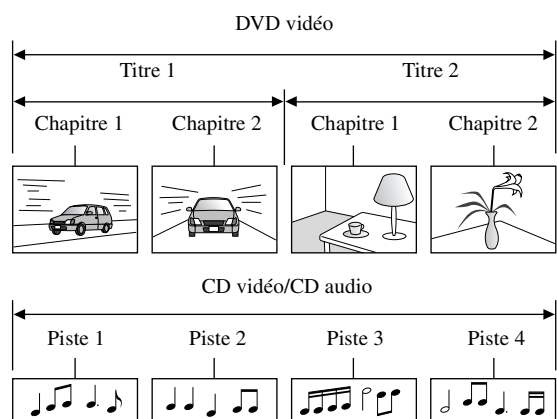 DVD vidéo
Titre 1 Titre 2
Chapitre 1 Chapitre 2 Chapitre 1 Chapitre 2
CD vidéo/CD audio
Piste 1 Piste 2 Piste 3 Piste 4